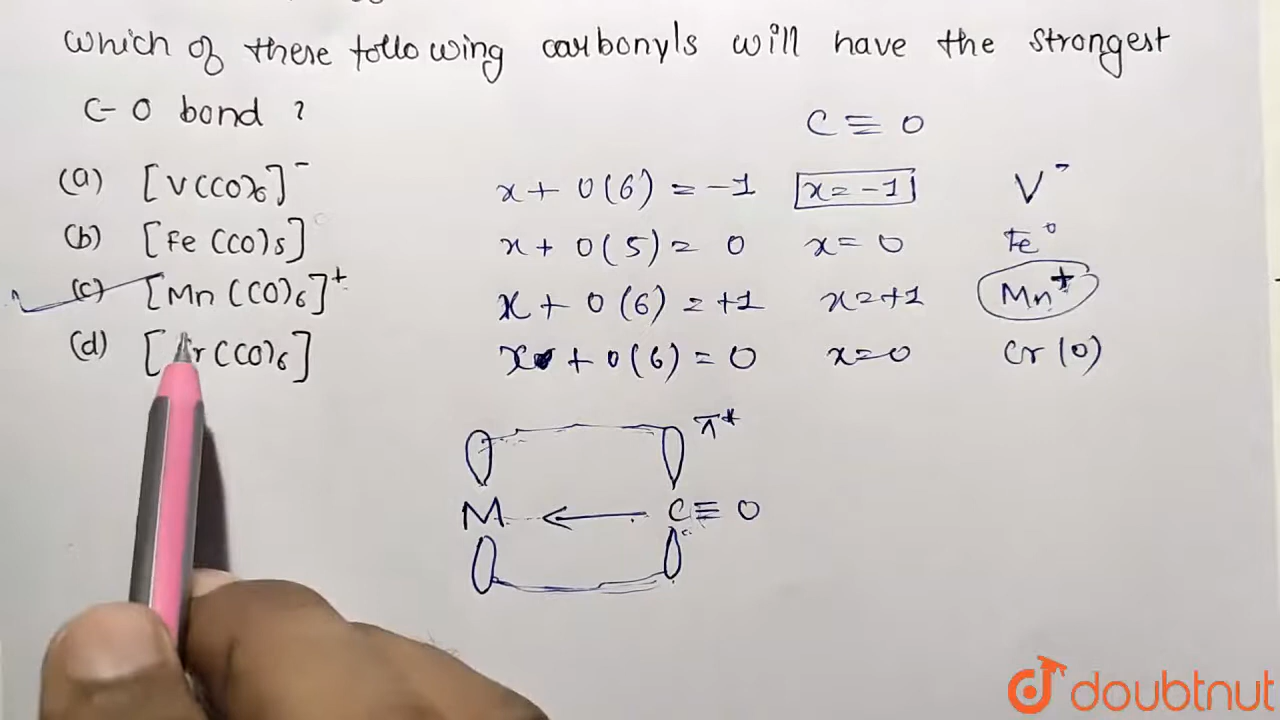 which of these following carbonyls will have the strongest
C-O bond ?
C ≡ O
(a) [V(CO)6]⁻ x + 0(6) = -1 x = -1 V⁻
(b) [Fe(CO)5] x + 0(5) = 0 x = 0 Fe⁰
(c) [Mn(CO)6]⁺ x + 0(6) = +1 x = +1 Mn⁺
(d) [r(CO)6] x + 0(6) = 0 x = 0 Cr(0)
π*
M ← C ≡ O
doubtnut